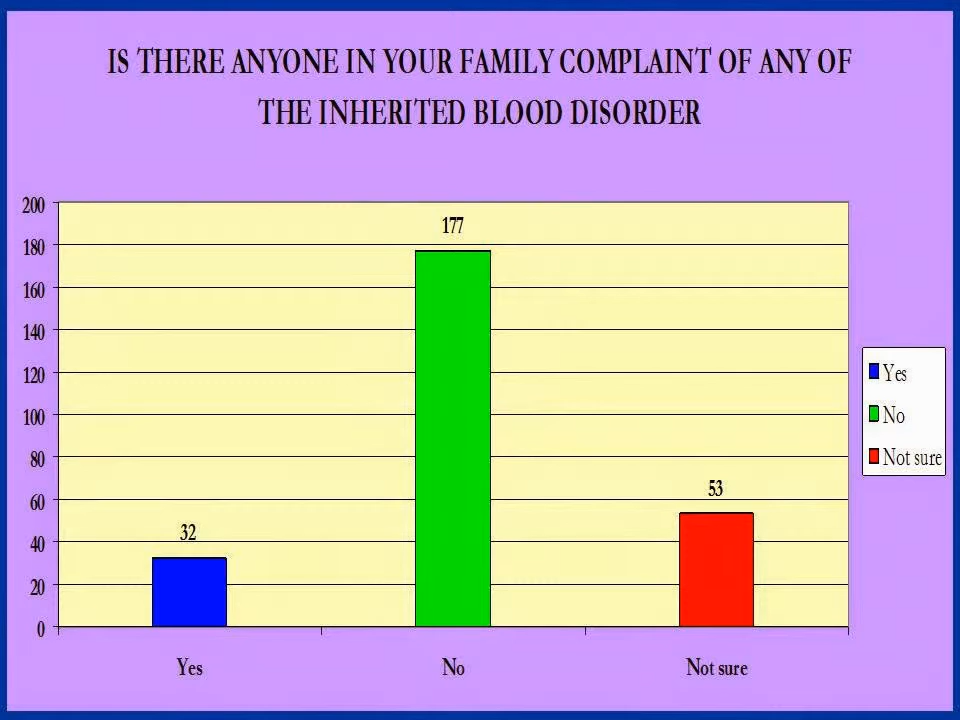 IS THERE ANYONE IN YOUR FAMILY COMPLAINT OF ANY OF
THE INHERITED BLOOD DISORDER
200
180
160
140
120
100
80
60
40
20
0
32
177
53
Yes
No
Not sure
Yes
No
Not sure